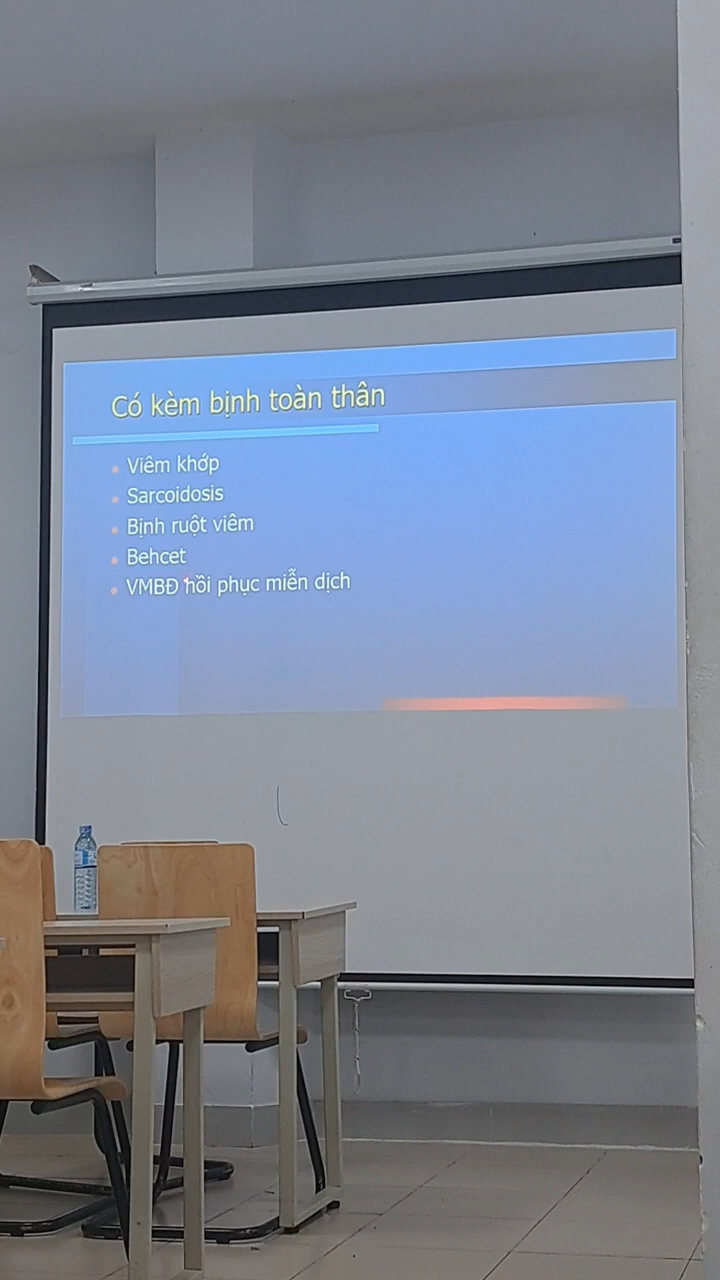 Có kèm bịnh toàn thân
Viêm khớp
Sarcoidosis
Bịnh ruột viêm
Behcet
VMBĐ hồi phục miễn dịch